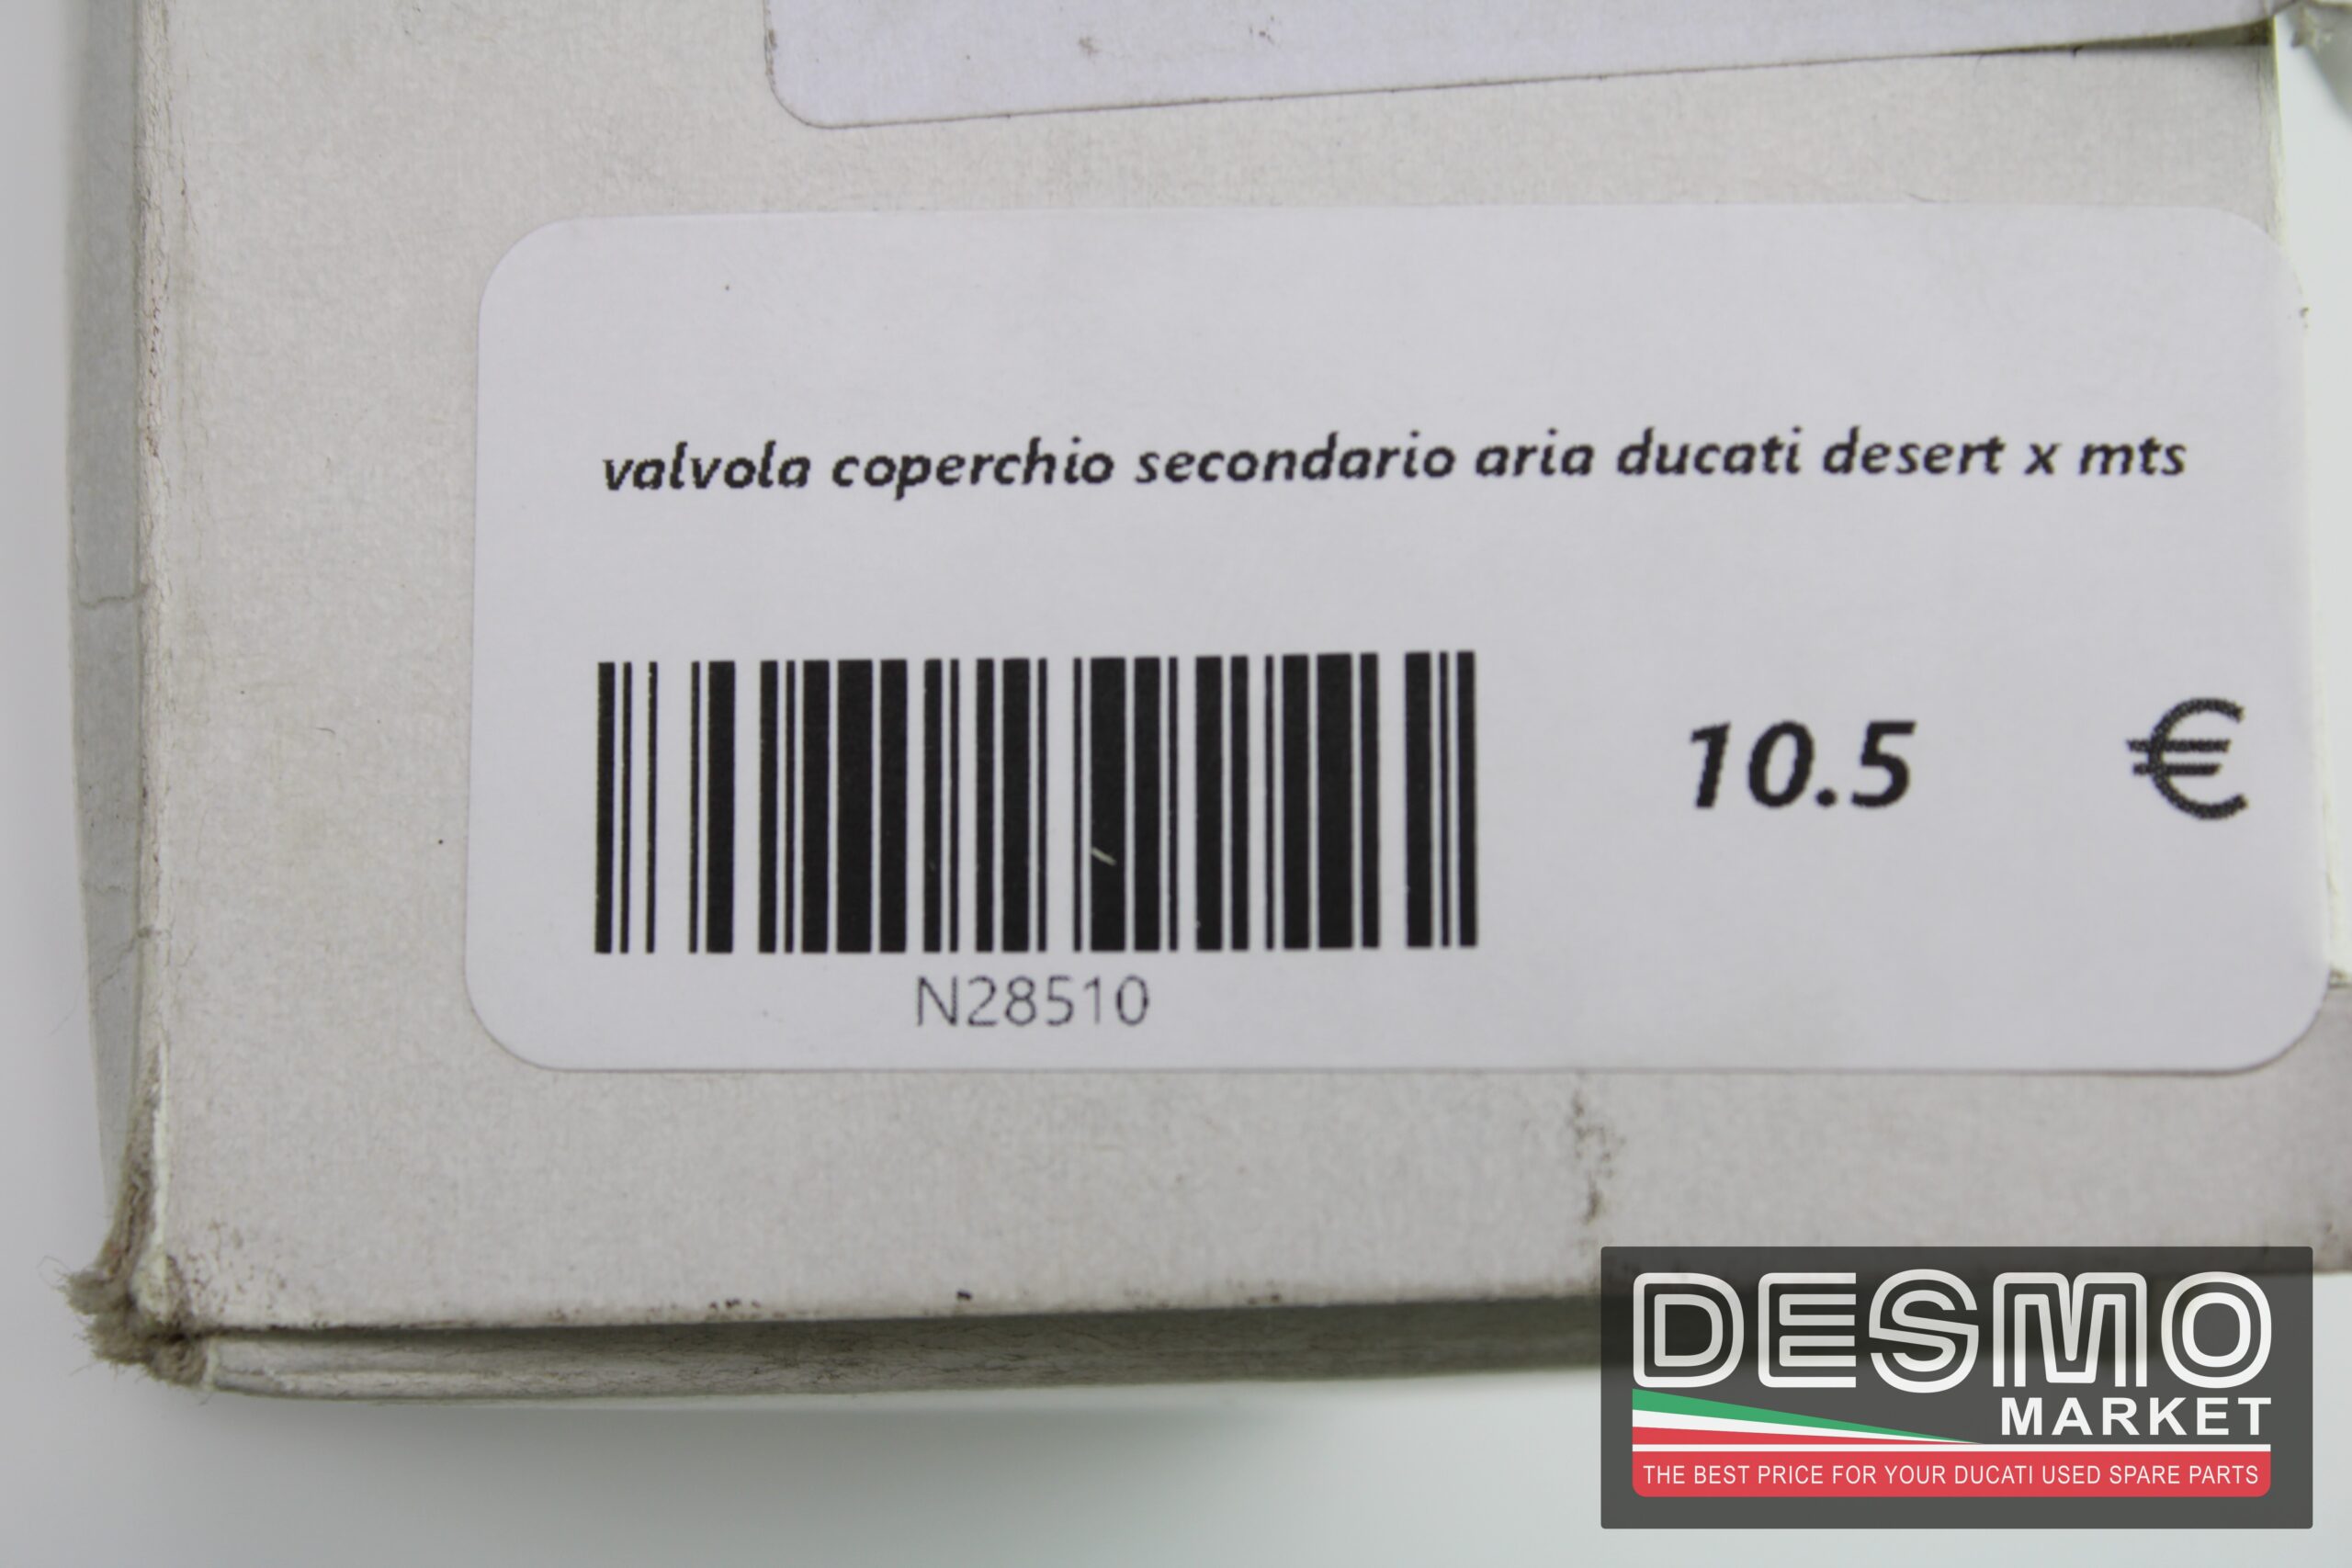 valvola coperchio secondario aria ducati desert x mts
10.5 €
N28510
DESMO
MARKET
THE BEST PRICE FOR YOUR DUCATI USED SPARE PARTS